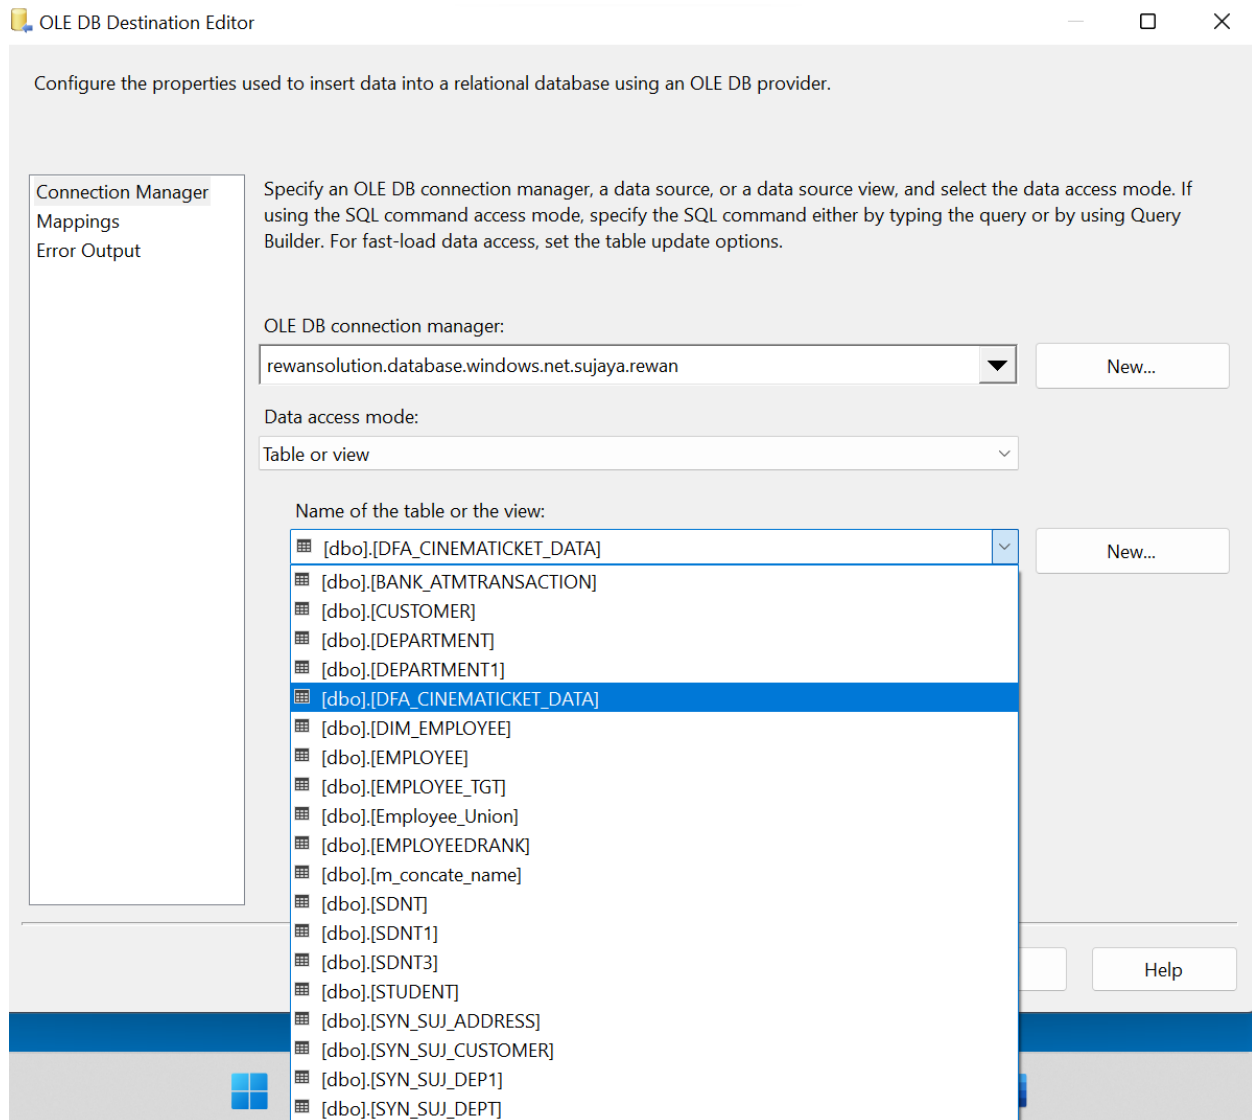 OLE DB Destination Editor
Configure the properties used to insert data into a relational database using an OLE DB provider.
Connection Manager
Mappings
Error Output
Specify an OLE DB connection manager, a data source, or a data source view, and select the data access mode. If
using the SQL command access mode, specify the SQL command either by typing the query or by using Query
Builder. For fast-load data access, set the table update options.
OLE DB connection manager:
rewansolution.database.windows.net.sujaya.rewan
New...
Data access mode:
Table or view
Name of the table or the view:
[dbo].[DFA_CINEMATICKET_DATA]
New...
[dbo].[BANK_ATMTRANSACTION]
[dbo].[CUSTOMER]
[dbo].[DEPARTMENT]
[dbo].[DEPARTMENT1]
[dbo].[DFA_CINEMATICKET_DATA]
[dbo].[DIM_EMPLOYEE]
[dbo].[EMPLOYEE]
[dbo].[EMPLOYEE_TGT]
[dbo].[Employee_Union]
[dbo].[EMPLOYEEDRANK]
[dbo].[m_concate_name]
[dbo].[SDNT]
[dbo].[SDNT1]
[dbo].[SDNT3]
[dbo].[STUDENT]
[dbo].[SYN_SUJ_ADDRESS]
[dbo].[SYN_SUJ_CUSTOMER]
[dbo].[SYN_SUJ_DEP1]
[dbo].[SYN_SUJ_DEPT]
Help